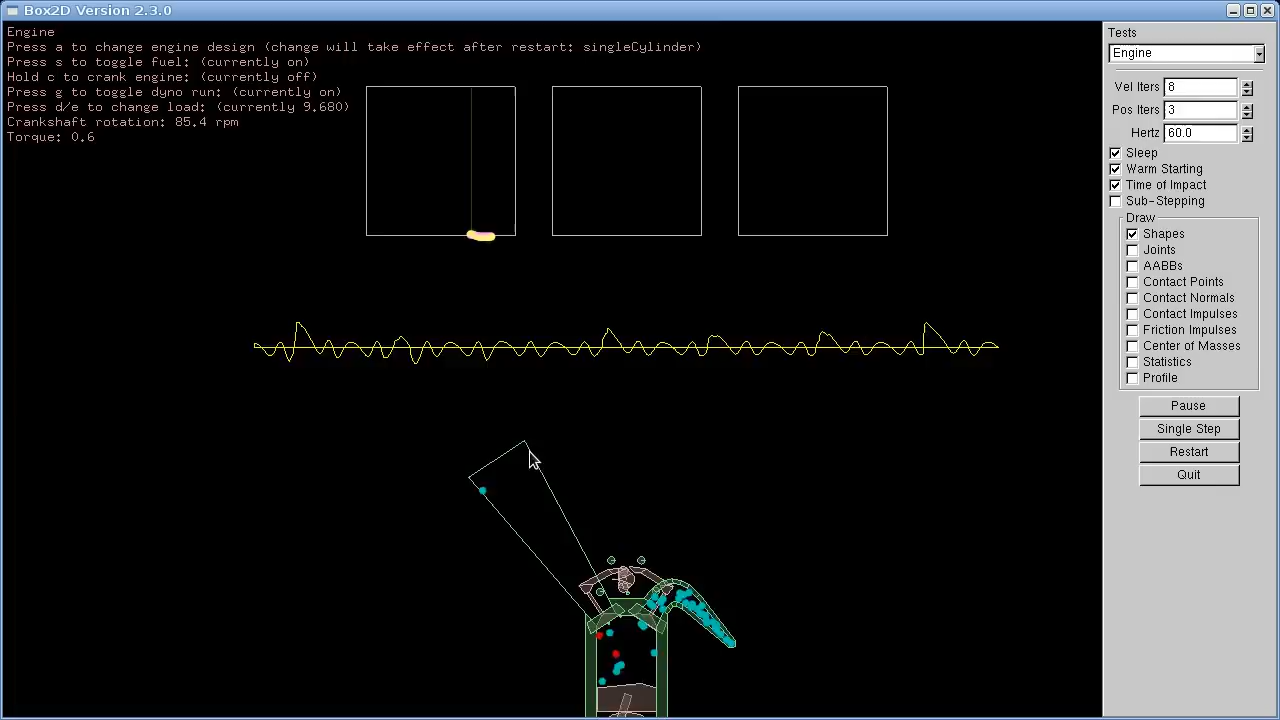 Box2D Version 2.3.0
Engine
Press a to change engine design (change will take effect after restart: singleCylinder)
Press s to toggle fuel: (currently on)
Hold c to crank engine: (currently off)
Press g to toggle dyno run: (currently on)
Press d/e to change load: (currently 9.680)
Crankshaft rotation: 85.4 rpm
Torque: 0.6
Tests
Engine
Vel Iters 8
Pos Iters 3
Hertz 60.0
Sleep
Warm Starting
Time of Impact
Sub-Stepping
Draw
Shapes
Joints
AABBs
Contact Points
Contact Normals
Contact Impulses
Friction Impulses
Center of Masses
Statistics
Profile
Pause
Single Step
Restart
Quit